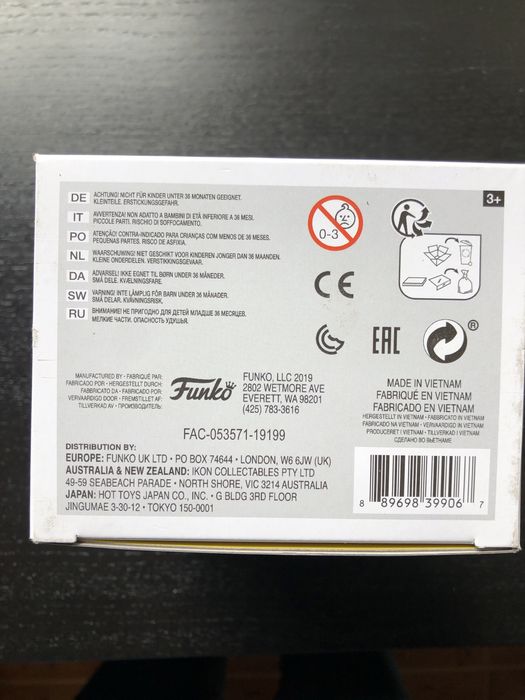 3+
DE ACHTUNG! NICHT FÜR KINDER UNTER 36 MONATEN GEEIGNET.
KLEINTEILE. ERSTICKUNGSGEFAHR.
IT AVVERTENZA! NON ADATTO A BAMBINI DI ETÀ INFERIORE A 36 MESI.
PICCOLE PARTI. RISCHIO DI SOFFOCAMENTO.
PO ATENÇÃO! CONTRA-INDICADO PARA CRIANÇAS COM MENOS DE 36 MESES.
PEQUENAS PARTES. RISCO DE ASFIXIA.
NL WAARSCHUWING! NIET GESCHIKT VOOR KINDEREN JONGER DAN 36 MAANDEN.
KLEINE ONDERDELEN. VERSTIKKINGSGEVAAR.
DA ADVARSEL! IKKE EGNET TIL BØRN UNDER 36 MÅNEDER.
SMÅ DELE. KVÆLNINGSFARE.
SW VARNING! INTE LÄMPLIG FÖR BARN UNDER 36 MÅNADER.
SMÅ DELAR. KVÄVNINGSRISK.
RU ВНИМАНИЕ! НЕ ПРИГОДНО ДЛЯ ДЕТЕЙ МЛАДШЕ 36 МЕСЯЦЕВ.
МЕЛКИЕ ЧАСТИ. ОПАСНОСТЬ УДУШЬЯ.
0-3
CE
EAC
®
MANUFACTURED BY • FABRIQUÉ PAR:
FABRICADO POR • HERGESTELLT DURCH:
FABBRICATO DA • FABRICADO POR:
VERVAARDIGD DOOR • FREMSTILLET AF:
TILLVERKAD AV • ПРОИЗВОДИТЕЛЬ:
Funko
FUNKO, LLC 2019
2802 WETMORE AVE
EVERETT, WA 98201
(425) 783-3616
MADE IN VIETNAM
FABRIQUÉ EN VIETNAM
FABRICADO EN VIETNAM
HERGESTELLT IN VIETNAM • FABBRICATO IN VIETNAM
FABRICADO NA VIETNAM • VERVAARDIGD IN VIETNAM
PRODUCERET I VIETNAM • TILLVERKAD I VIETNAM
СДЕЛАНО ВО ВЬЕТНАМЕ
FAC-053571-19199
DISTRIBUTION BY:
EUROPE: FUNKO UK LTD • PO BOX 74644 • LONDON, W6 6JW (UK)
AUSTRALIA & NEW ZEALAND: IKON COLLECTABLES PTY LTD
49-59 SEABEACH PARADE • NORTH SHORE, VIC 3214 AUSTRALIA
JAPAN: HOT TOYS JAPAN CO., INC. • G BLDG 3RD FLOOR
JINGUMAE 3-30-12 • TOKYO 150-0001
8 89698 39906 7